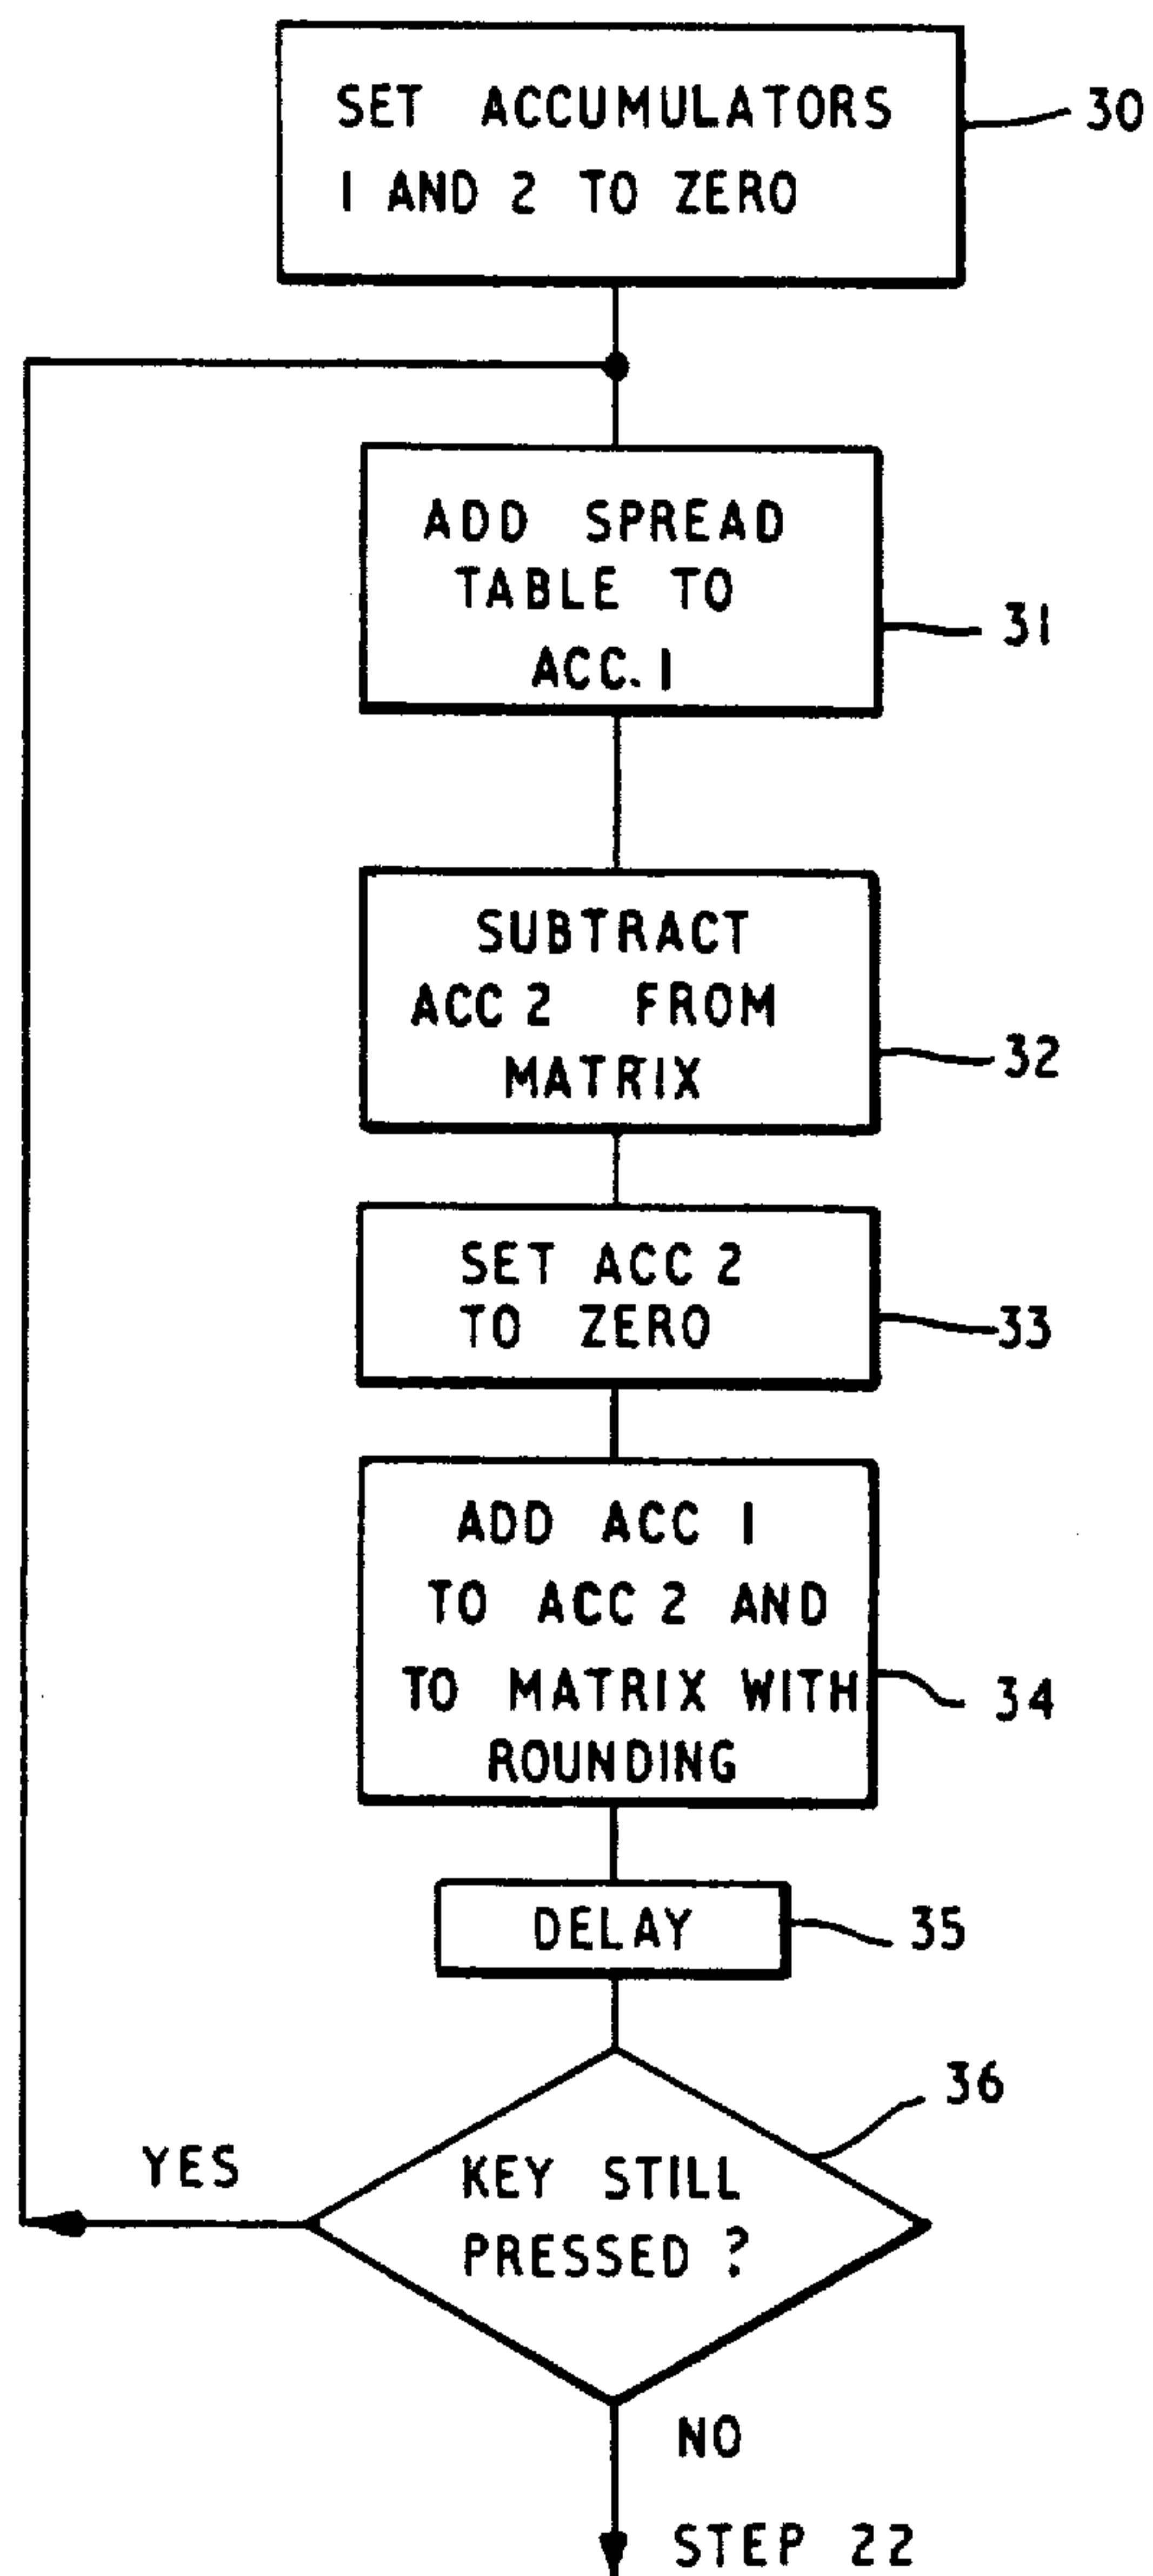 SET ACCUMULATORS
1 AND 2 TO ZERO
30
ADD SPREAD
TABLE TO
ACC. 1
31
SUBTRACT
ACC 2 FROM
MATRIX
32
SET ACC 2
TO ZERO
33
ADD ACC 1
TO ACC 2 AND
TO MATRIX WITH
ROUNDING
34
DELAY
35
36
KEY STILL
PRESSED ?
YES
NO
STEP 22